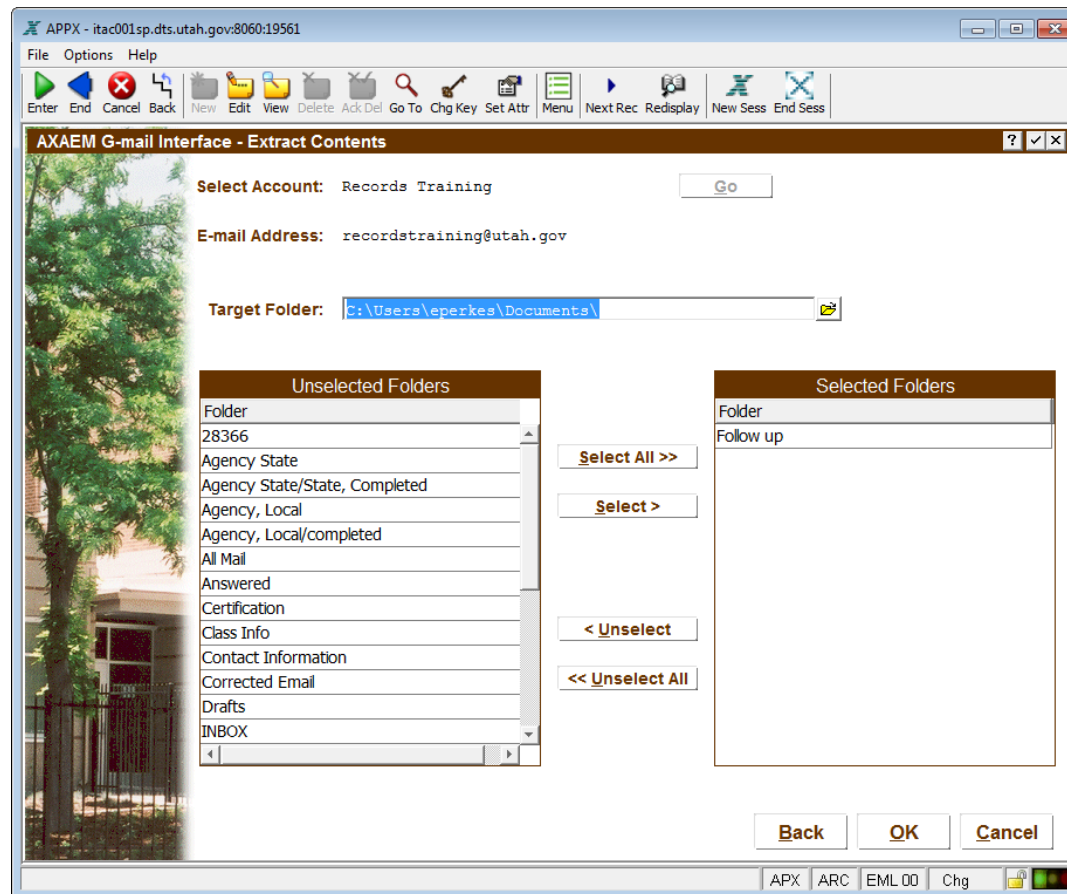 APPX - itac001sp.dts.utah.gov:8060:19561
File Options Help
Enter End Cancel Back New Edit View Delete Ack Del Go To Chg Key Set Attr Menu Next Rec Redisplay New Sess End Sess
AXAEM G-mail Interface - Extract Contents
Select Account: Records Training Go
E-mail Address: recordstraining@utah.gov
Target Folder: C:\Users\eperkes\Documents\
Unselected Folders
Folder
28366
Agency State
Agency State/State, Completed
Agency, Local
Agency, Local/completed
All Mail
Answered
Certification
Class Info
Contact Information
Corrected Email
Drafts
INBOX
Select All >>
Select >
< Unselect
<< Unselect All
Selected Folders
Folder
Follow up
Back OK Cancel
APX ARC EML 00 Chg